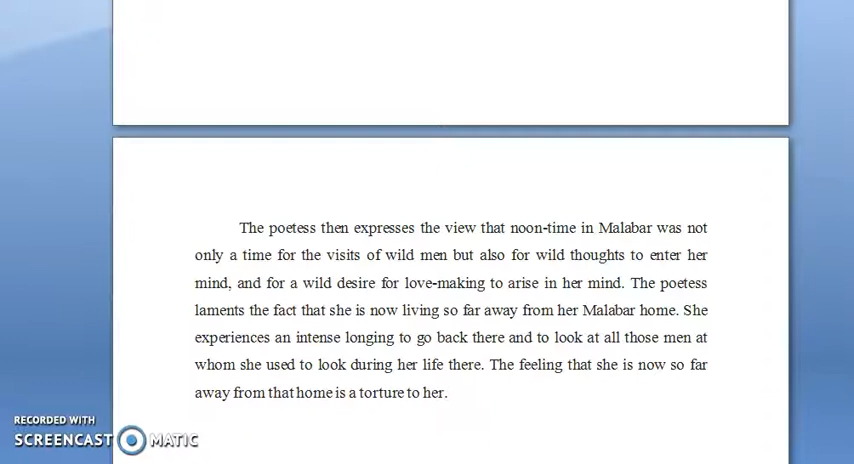 The poetess then expresses the view that noon-time in Malabar was not
only a time for the visits of wild men but also for wild thoughts to enter her
mind, and for a wild desire for love-making to arise in her mind. The poetess
laments the fact that she is now living so far away from her Malabar home. She
experiences an intense longing to go back there and to look at all those men at
whom she used to look during her life there. The feeling that she is now so far
away from that home is a torture to her.
RECORDED WITH
SCREENCAST MATIC